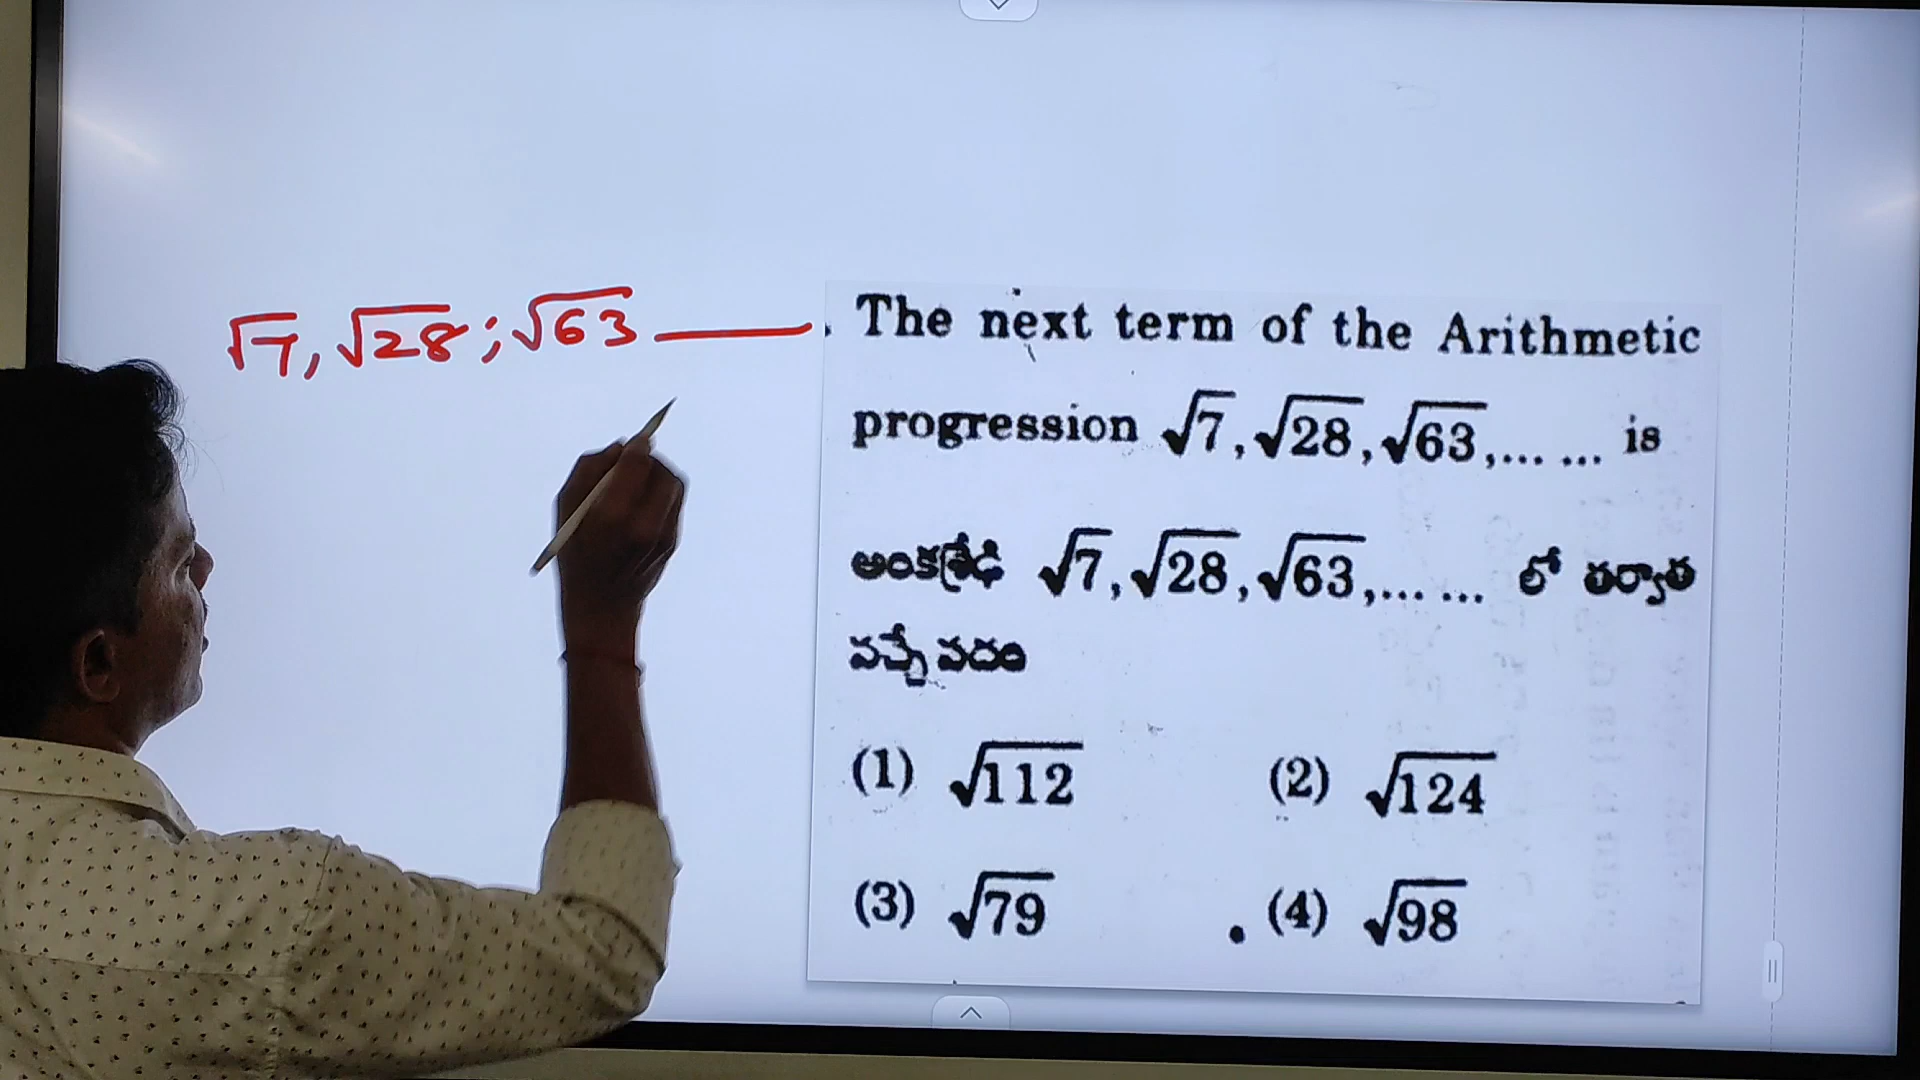 √7, √28; √63 ____
. The next term of the Arithmetic
progression √7, √28, √63,... ... is
అంకశ్రేఢి √7, √28, √63,... ... లో తర్వాత
వచ్చే పదం
(1) √112 (2) √124
(3) √79 (4) √98